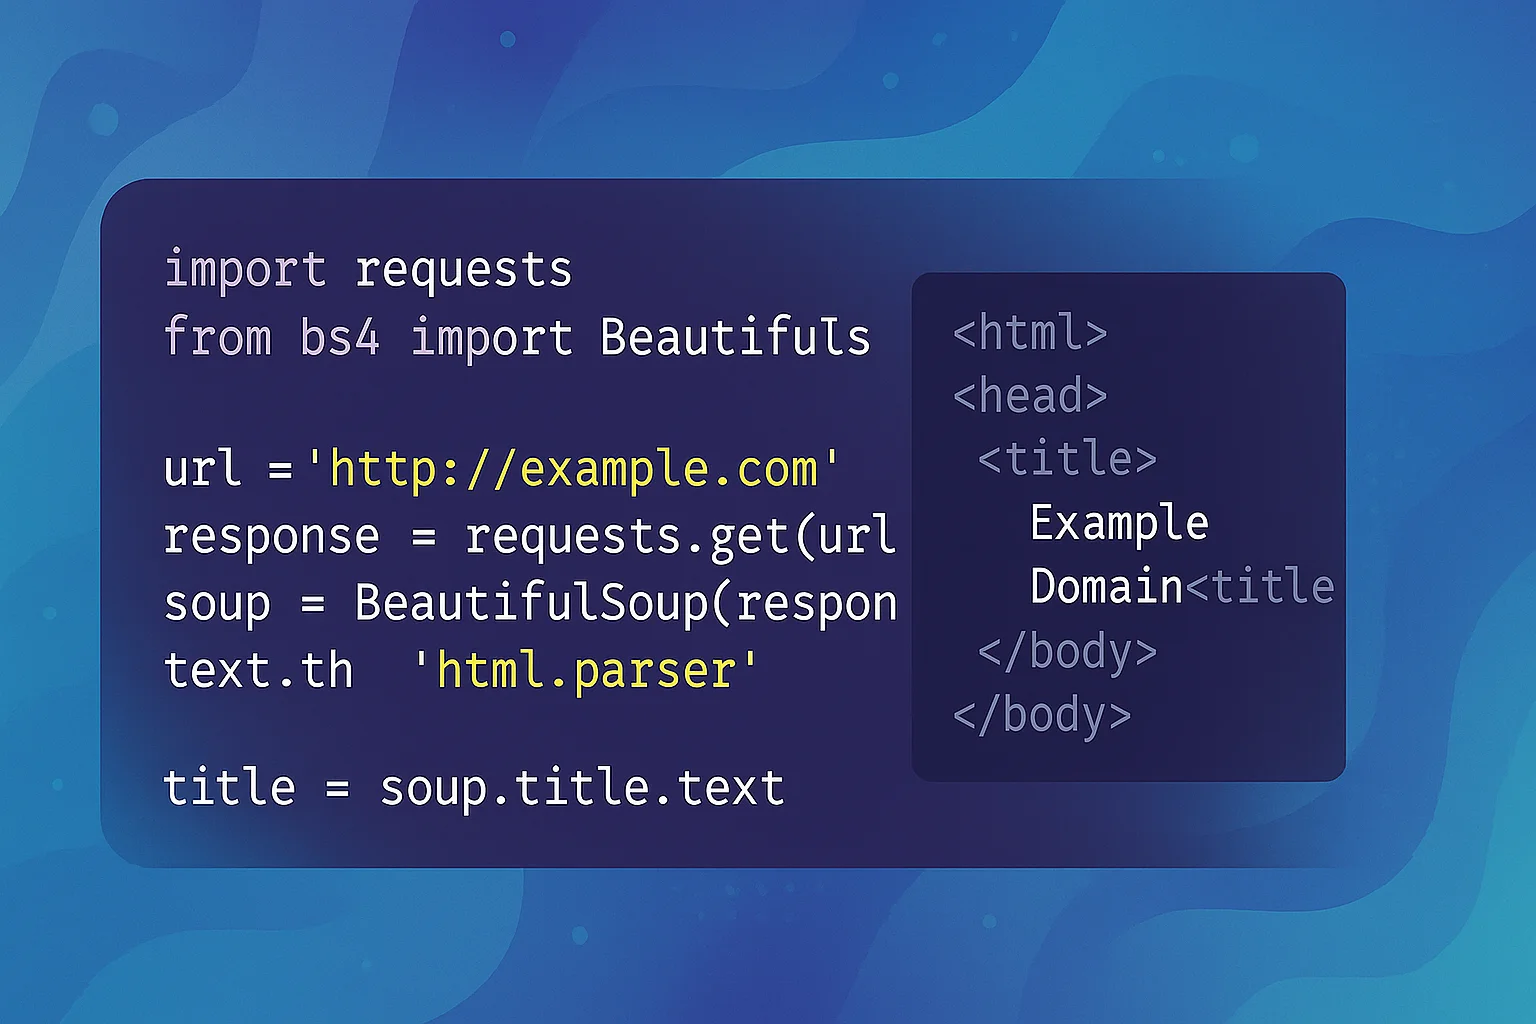 import requests
from bs4 import Beautifuls
url ='http://example.com'
response = requests.get(url
soup = BeautifulSoup(respon
text.th 'html.parser'
title = soup.title.text
<html>
<head>
<title>
Example
Domain<title
</body>
</body>